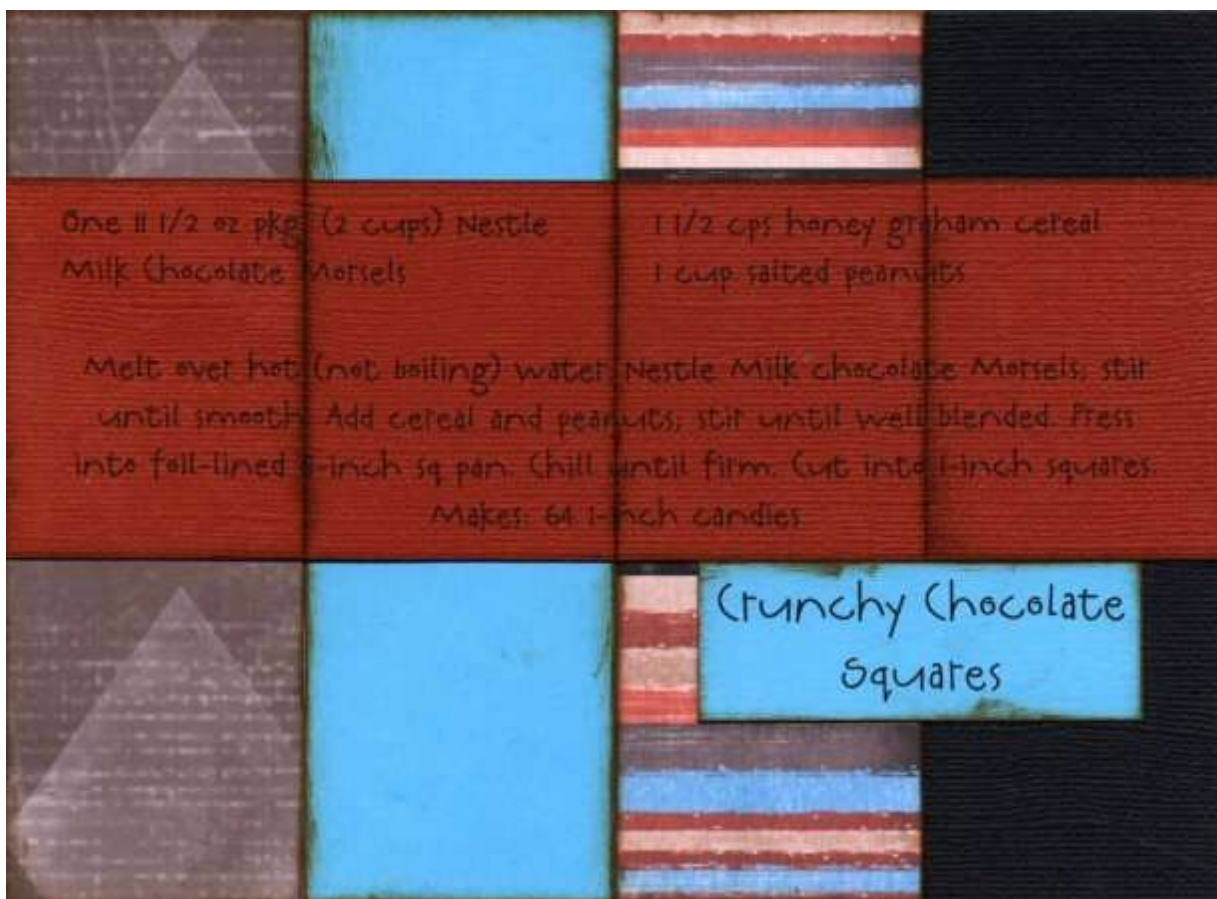 One 11 1/2 oz pkg (2 cups) Nestle
Milk Chocolate Morsels
1 1/2 cps honey graham cereal
1 cup salted peanuts
Melt over hot (not boiling) water, Nestle Milk chocolate Morsels; stir
until smooth. Add cereal and peanuts; stir until well blended. Press
into foil-lined 8-inch sq pan. Chill until firm. Cut into 1-inch squares.
Makes: 64 1-inch candies
Crunchy Chocolate
Squares